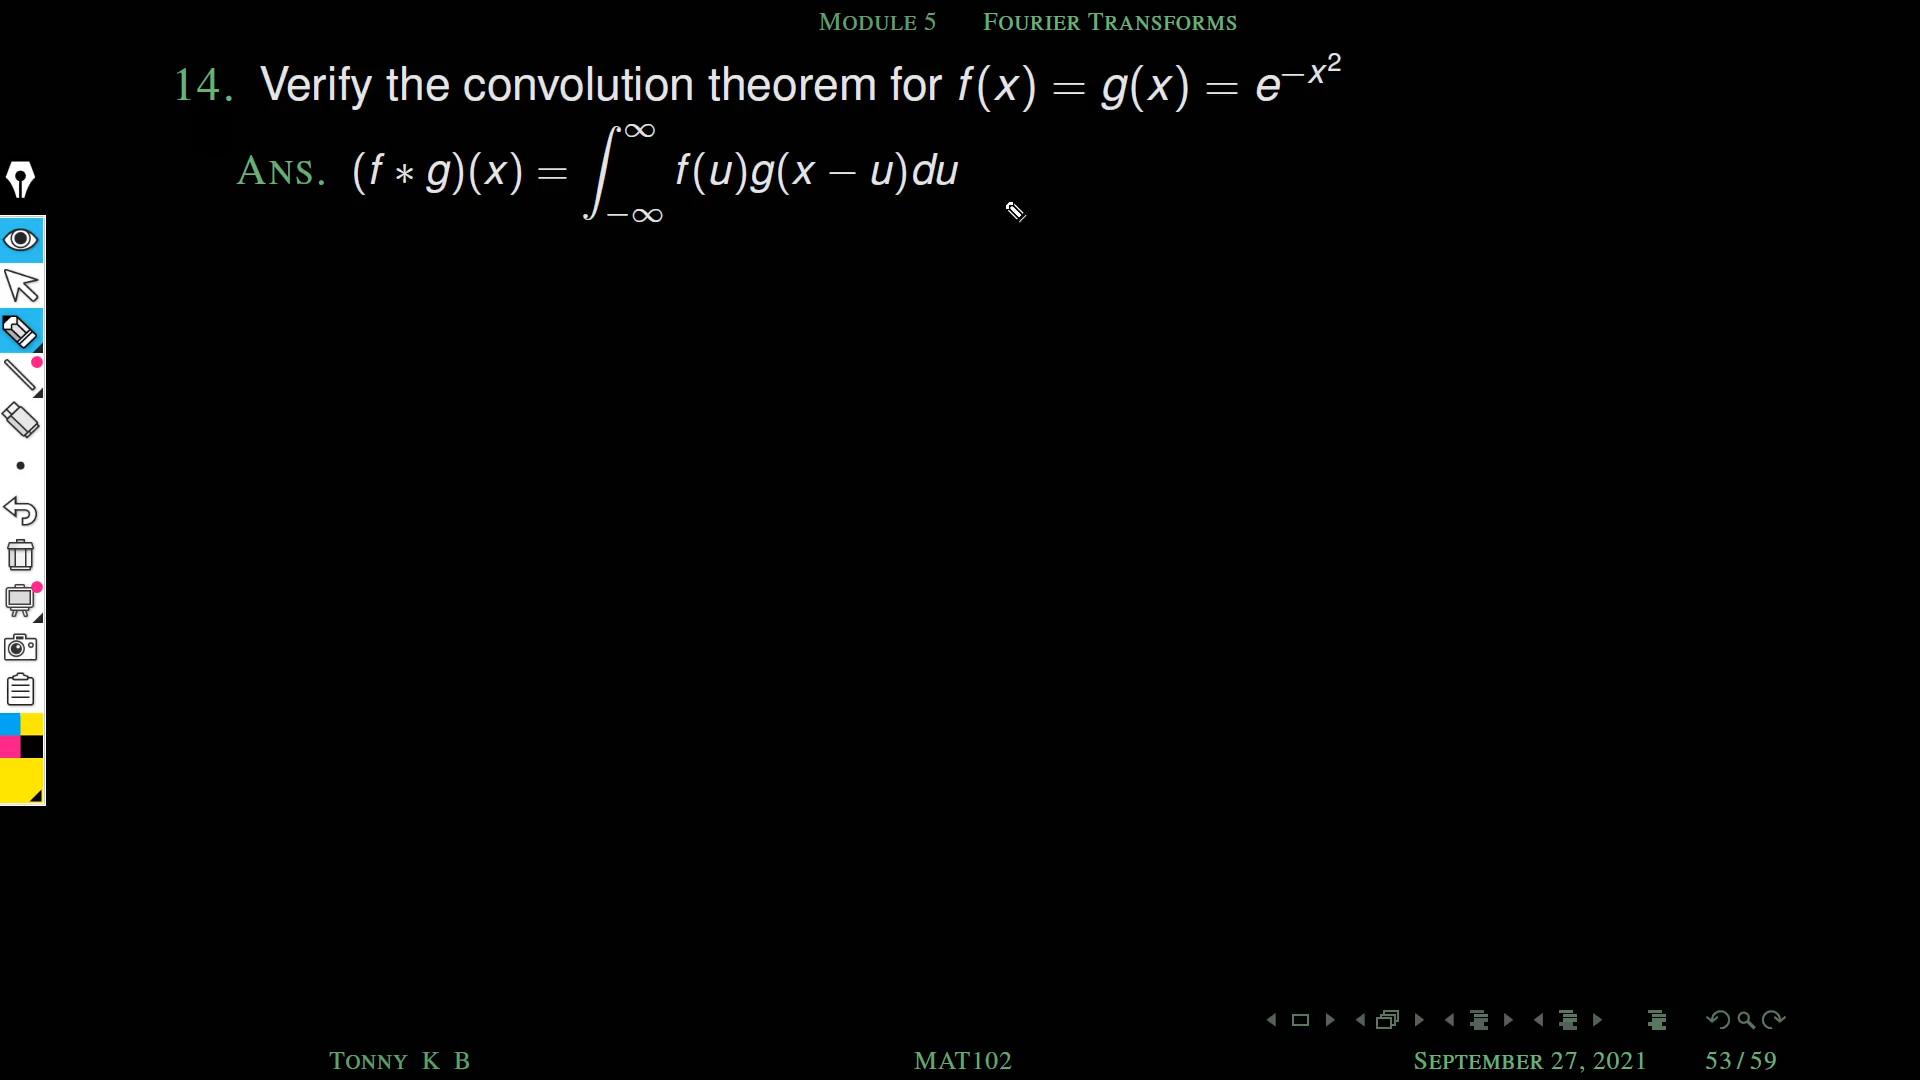 MODULE 5 FOURIER TRANSFORMS
14. Verify the convolution theorem for f(x) = g(x) = e^{−x^2}
ANS. (f ∗ g)(x) = ∫_{−∞}^{∞} f(u)g(x − u)du
TONNY K B MAT102 SEPTEMBER 27, 2021 53 / 59